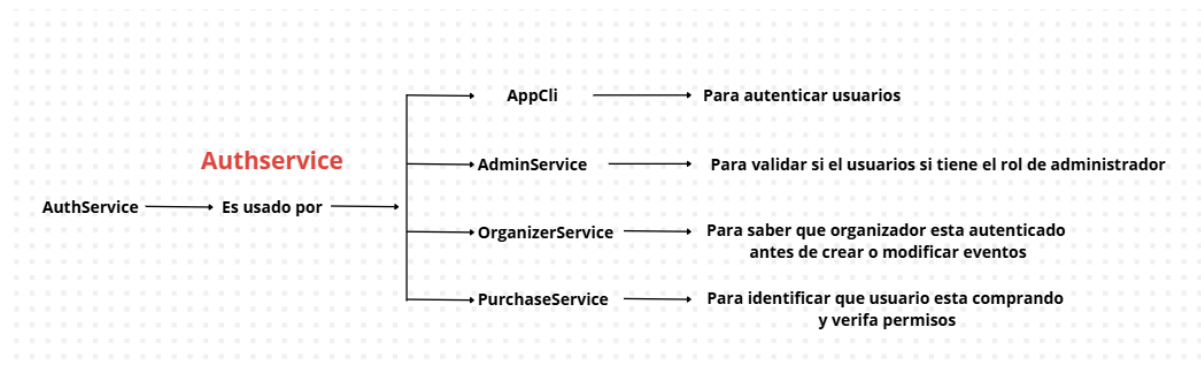 AppCli
Para autenticar usuarios
Authservice
AdminService
Para validar si el usuarios si tiene el rol de administrador
AuthService
Es usado por
OrganizerService
Para saber que organizador esta autenticado
antes de crear o modificar eventos
PurchaseService
Para identificar que usuario esta comprando
y verifa permisos